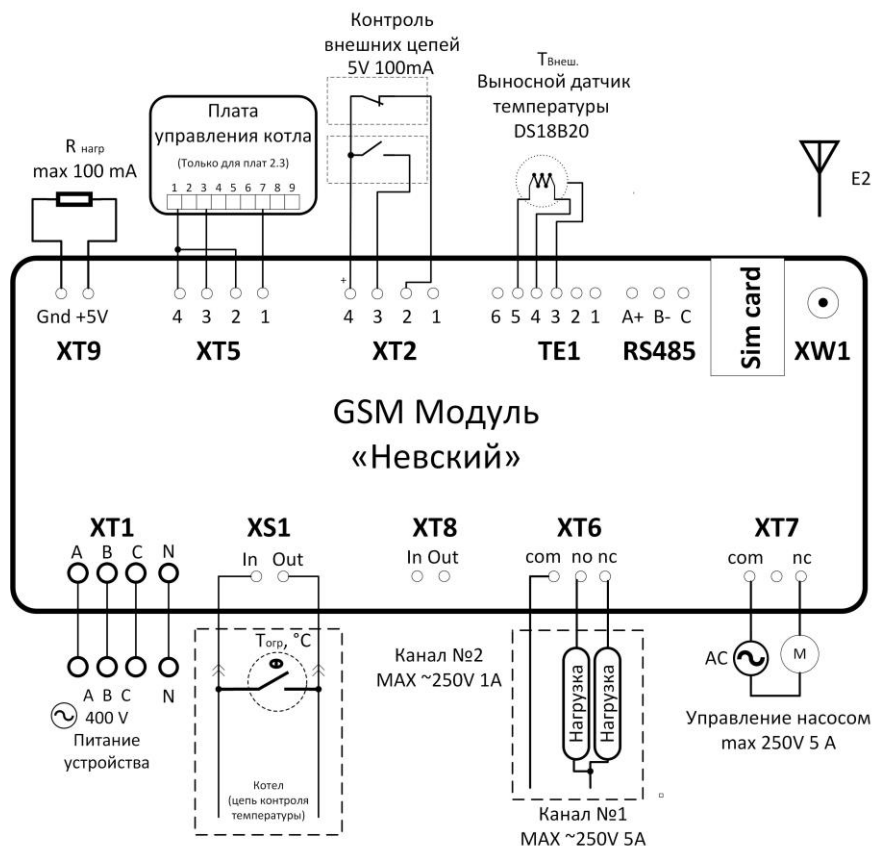 Контроль
внешних цепей
5V 100mA
TВнеш.
Выносной датчик
температуры
DS18B20
Плата
управления котла
(Только для плат 2.3)
1 2 3 4 5 6 7 8 9
R нагр
max 100 mA
E2
+
Gnd +5V
4 3 2 1
4 3 2 1
6 5 4 3 2 1
A+ B- C
Sim card
XT9
XT5
XT2
TE1
RS485
XW1
GSM Модуль
«Невский»
XT1
XS1
XT8
XT6
XT7
A B C N
In Out
In Out
com no nc
com nc
Tогр, °C
Канал №2
MAX ~250V 1A
Нагрузка
Нагрузка
AC
M
A B C N
400 V
Питание
устройства
Управление насосом
max 250V 5 A
Котел
(цепь контроля
температуры)
Канал №1
MAX ~250V 5A